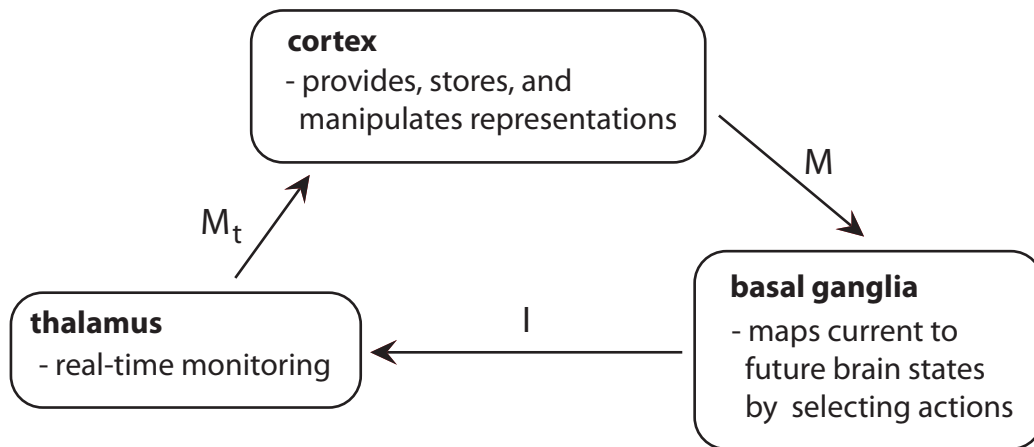 cortex
- provides, stores, and
manipulates representations
M
M_t
basal ganglia
- maps current to
future brain states
by selecting actions
I
thalamus
- real-time monitoring